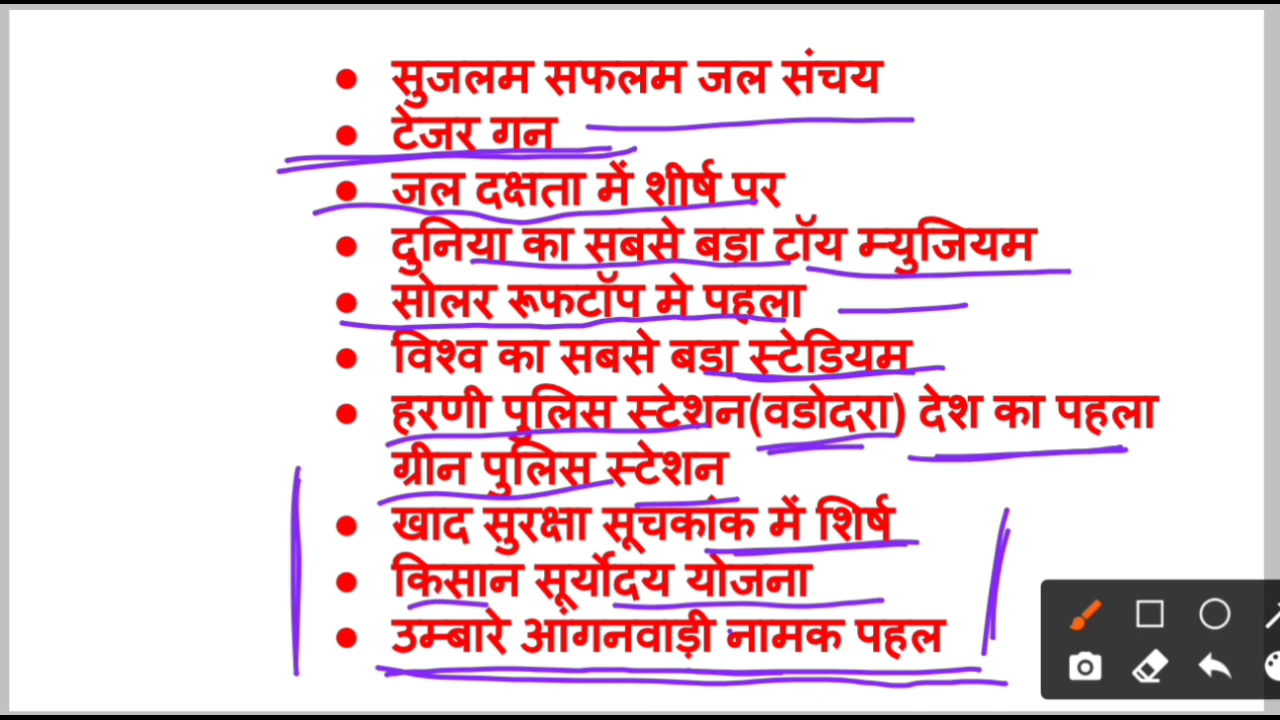 सुजलम सफलम जल संचय
टेजर गन
जल दक्षता में शीर्ष पर
दुनिया का सबसे बड़ा टॉय म्युजियम
सोलर रूफटॉप मे पहला
विश्व का सबसे बड़ा स्टेडियम
हरणी पुलिस स्टेशन(वडोदरा) देश का पहला
ग्रीन पुलिस स्टेशन
खाद सुरक्षा सूचकांक में शिर्ष
किसान सूर्योदय योजना
उम्बारे आंगनवाड़ी नामक पहल